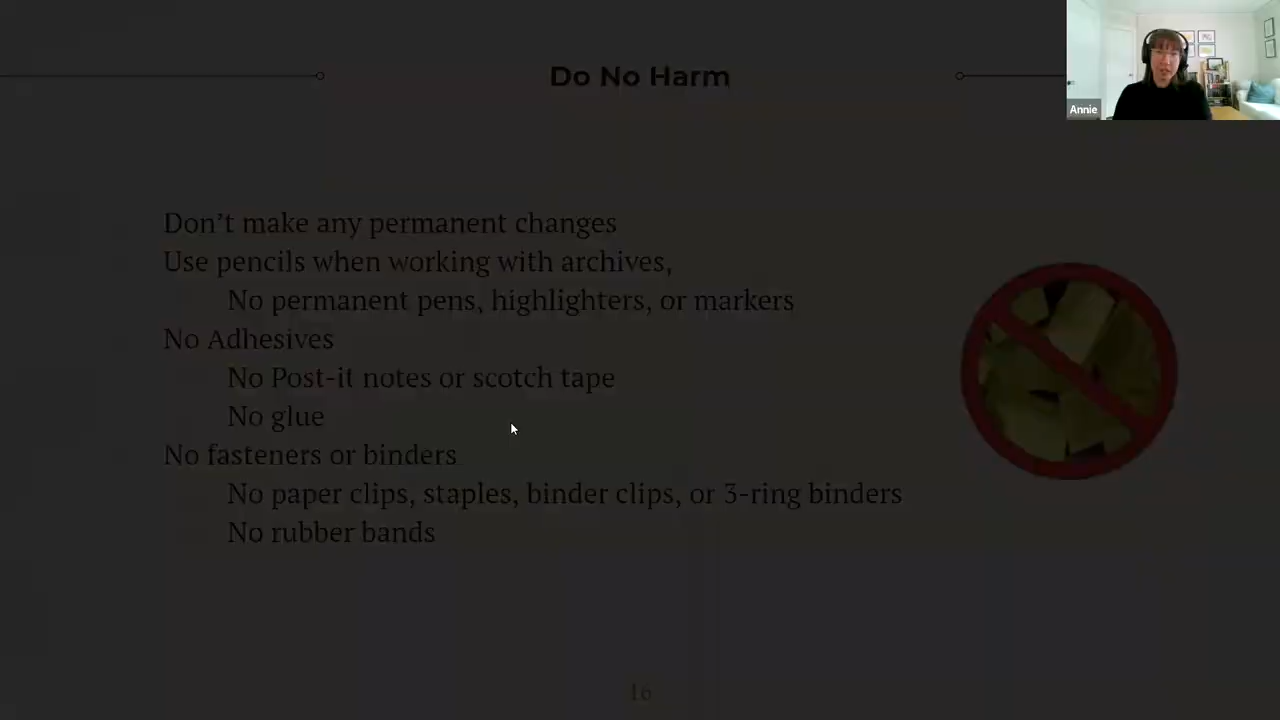 Do No Harm
Annie
Don't make any permanent changes
Use pencils when working with archives,
No permanent pens, highlighters, or markers
No Adhesives
No Post-it notes or scotch tape
No glue
No fasteners or binders
No paper clips, staples, binder clips, or 3-ring binders
No rubber bands
16